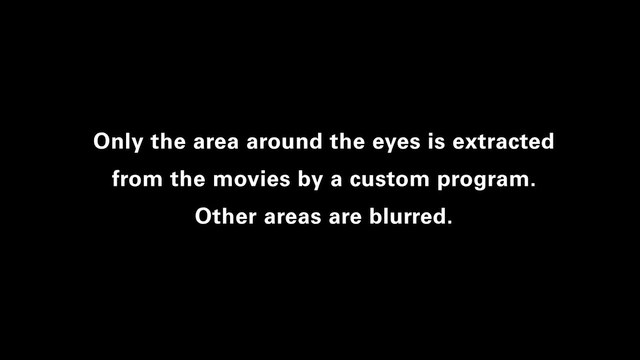 Only the area around the eyes is extracted
from the movies by a custom program.
Other areas are blurred.